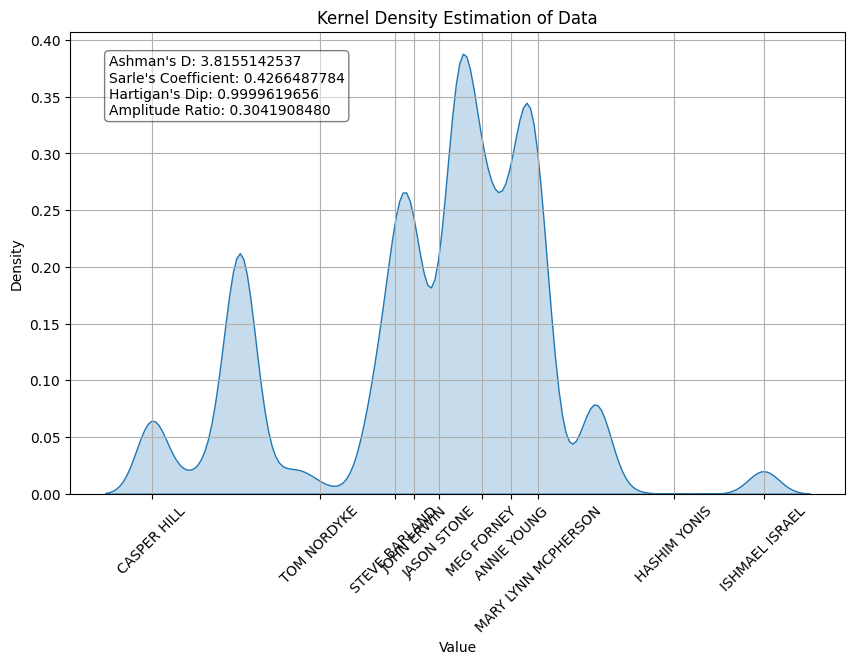 Kernel Density Estimation of Data
Ashman's D: 3.8155142537
Sarle's Coefficient: 0.4266487784
Hartigan's Dip: 0.9999619656
Amplitude Ratio: 0.3041908480
Density
0.40
0.35
0.30
0.25
0.20
0.15
0.10
0.05
0.00
CASPER HILL
TOM NORDYKE
STEVE BARLAND
JOHN ERWIN
JASON STONE
MEG FORNEY
ANNIE YOUNG
MARY LYNN MCPHERSON
HASHIM YONIS
ISHMAEL ISRAEL
Value